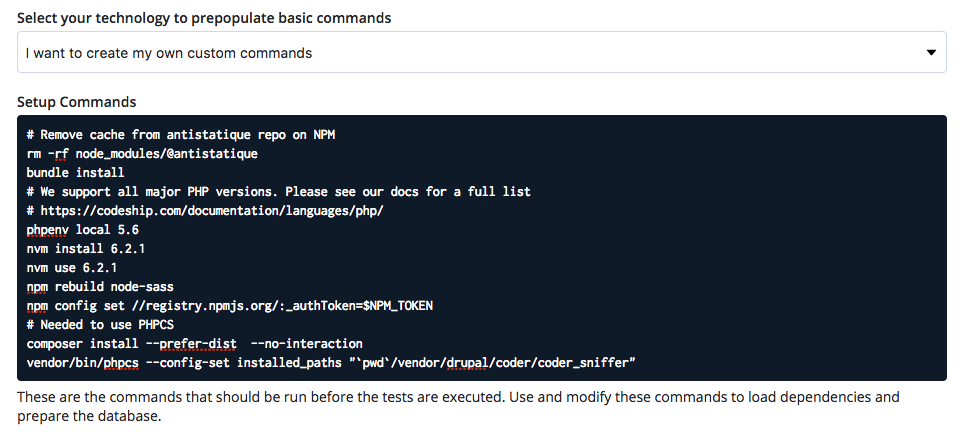 Select your technology to prepopulate basic commands
I want to create my own custom commands
Setup Commands
# Remove cache from antistatique repo on NPM
rm -rf node_modules/@antistatique
bundle install
# We support all major PHP versions. Please see our docs for a full list
# https://codeship.com/documentation/languages/php/
phpenv local 5.6
nvm install 6.2.1
nvm use 6.2.1
npm rebuild node-sass
npm config set //registry.npmjs.org/:_authToken=$NPM_TOKEN
# Needed to use PHPCS
composer install --prefer-dist  --no-interaction
vendor/bin/phpcs --config-set installed_paths "`pwd`/vendor/drupal/coder/coder_sniffer"
These are the commands that should be run before the tests are executed. Use and modify these commands to load dependencies and
prepare the database.